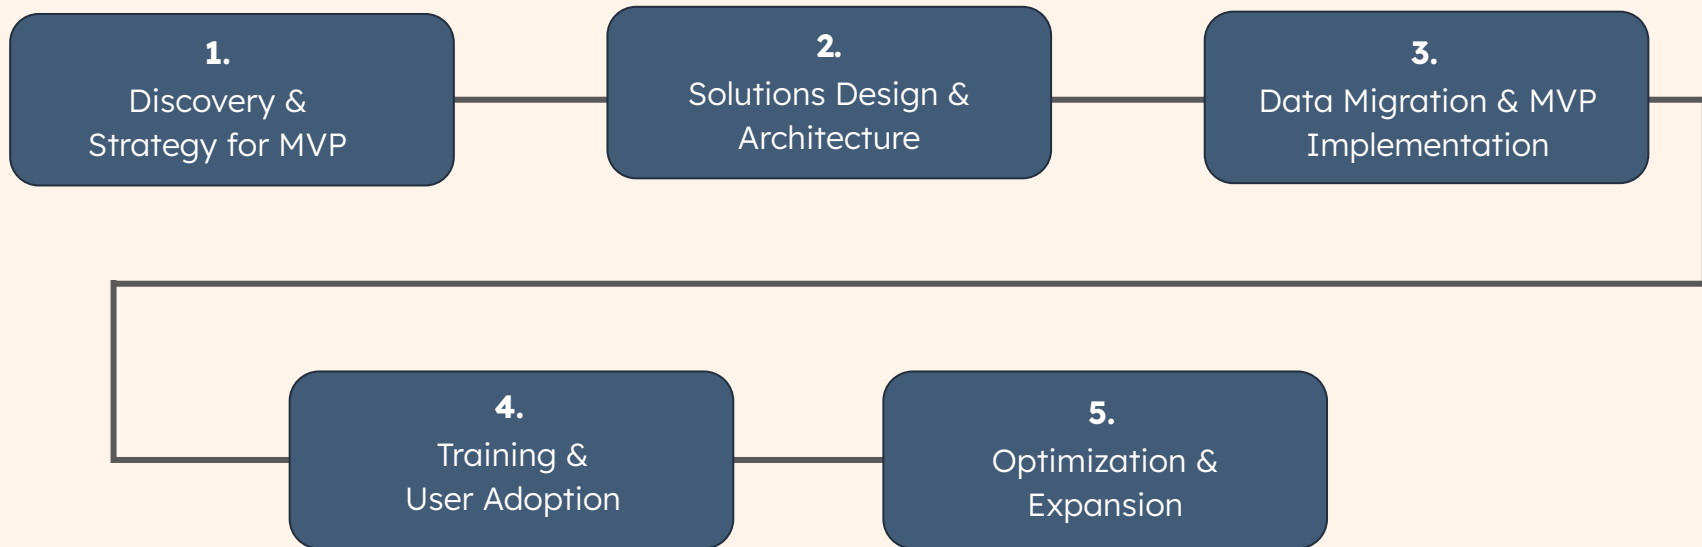 1.
Discovery &
Strategy for MVP
2.
Solutions Design &
Architecture
3.
Data Migration & MVP
Implementation
4.
Training &
User Adoption
5.
Optimization &
Expansion